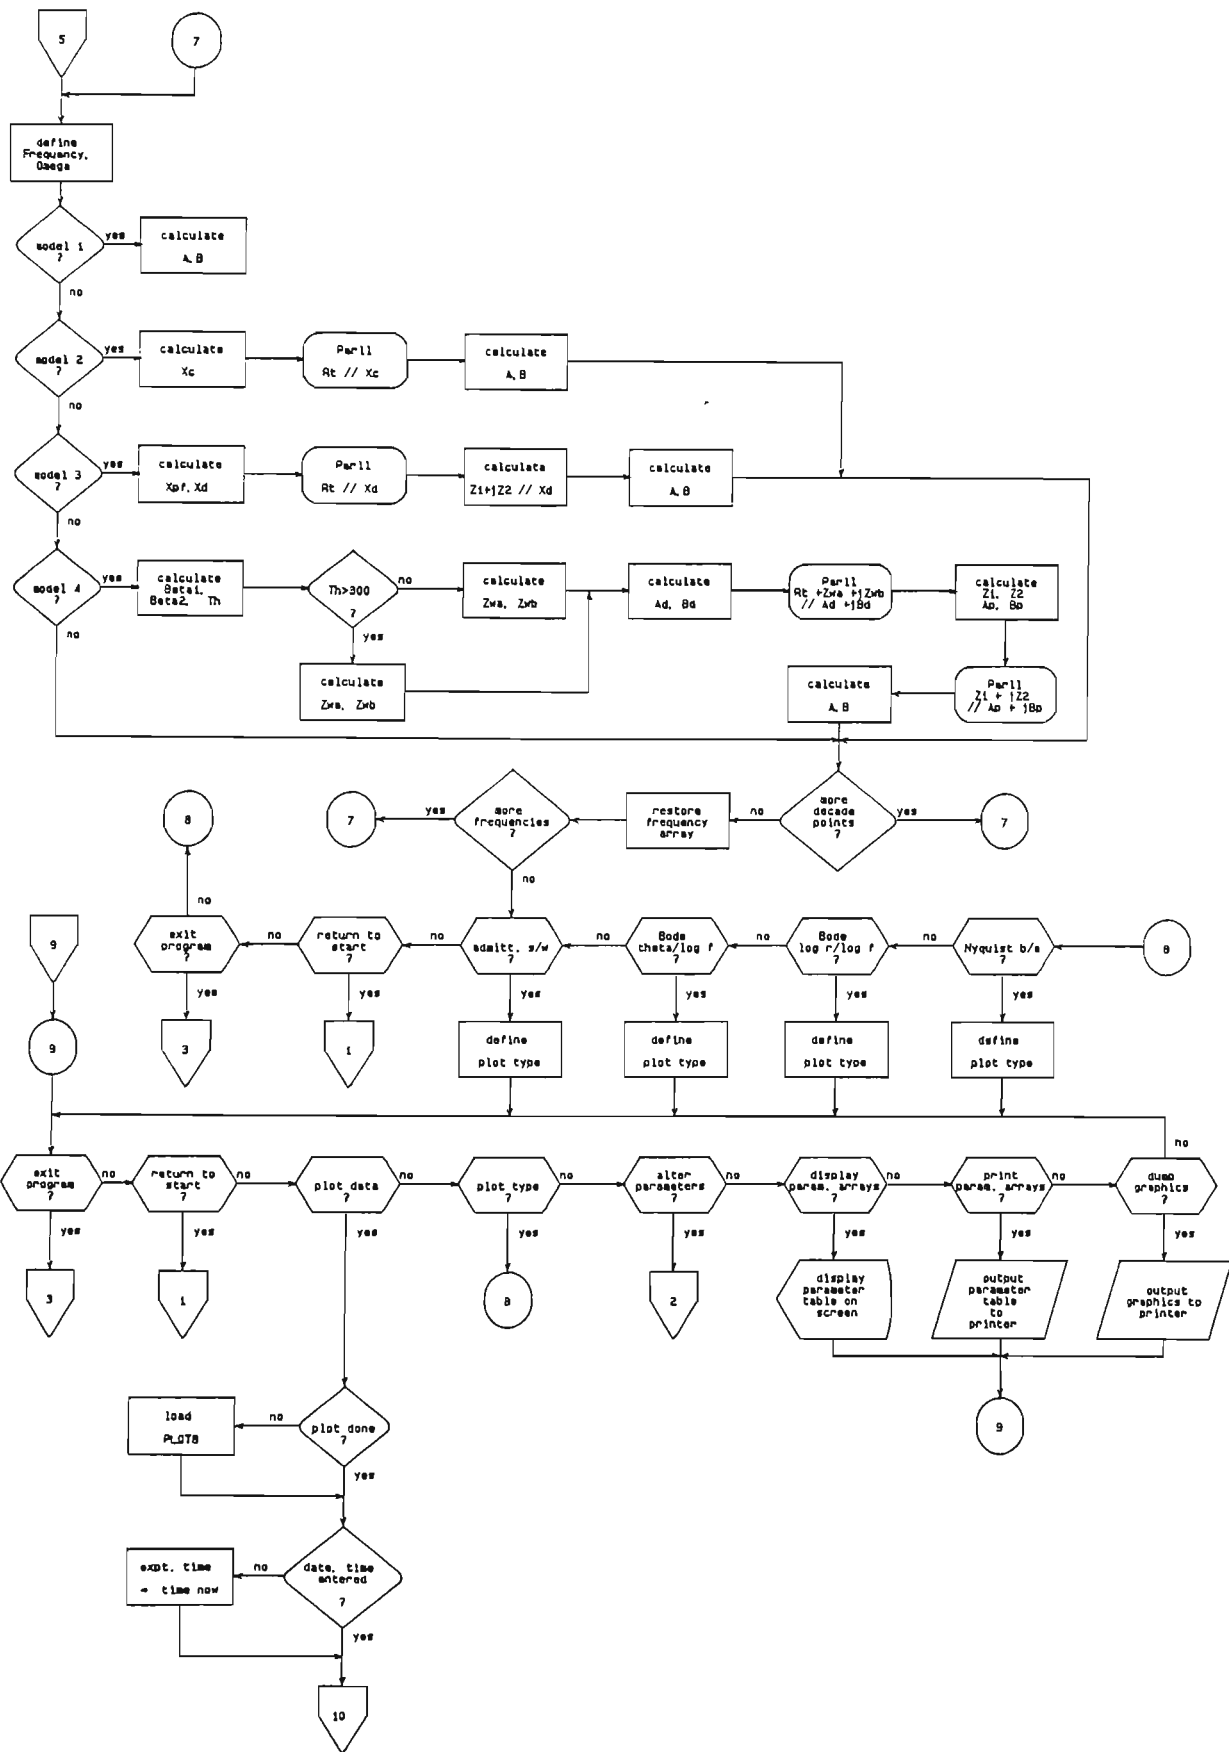 5
7
define
Frequency,
Omega
model 1
?
yes
calculate
A,B
no
model 2
?
yes
calculate
Xc
Parll
Rt // Xc
calculate
A,B
no
model 3
?
yes
calculate
Xpf,Xd
Parll
Rt // Xd
calculate
Z1+jZ2 // Xd
calculate
A,B
no
model 4
?
yes
calculate
Beta1,
Beta2, Th
Th>300
?
no
calculate
Zwa, Zwb
calculate
Ad, Bd
Parll
Rt +Zwa +jZwb
// Ad +jBd
calculate
Z1, Z2
Ap, Bp
no
yes
calculate
Zwa, Zwb
calculate
A,B
Parll
Z1 + jZ2
// Ap + jBp
8
7
yes
more
frequencies
?
restore
frequency
array
no
more
decade
points
?
yes
7
no
no
9
exit
program
?
no
return to
start
?
no
admitt. s/w
?
no
Bode
theta/log f
?
no
Bode
log r/log f
?
no
Nyquist b/a
?
8
yes
yes
yes
yes
yes
yes
9
3
1
define
plot type
define
plot type
define
plot type
define
plot type
no
exit
program
?
no
return to
start
?
no
plot data
?
no
plot type
?
no
alter
parameters
?
no
display
param. arrays
?
no
print
param. arrays
?
no
dump
graphics
?
yes
yes
yes
yes
yes
yes
yes
yes
3
1
8
2
display
parameter
table on
screen
output
parameter
table
to
printer
output
graphics to
printer
load
PLOT8
no
plot done
?
9
yes
expt. time
= time now
no
date, time
entered
?
yes
10